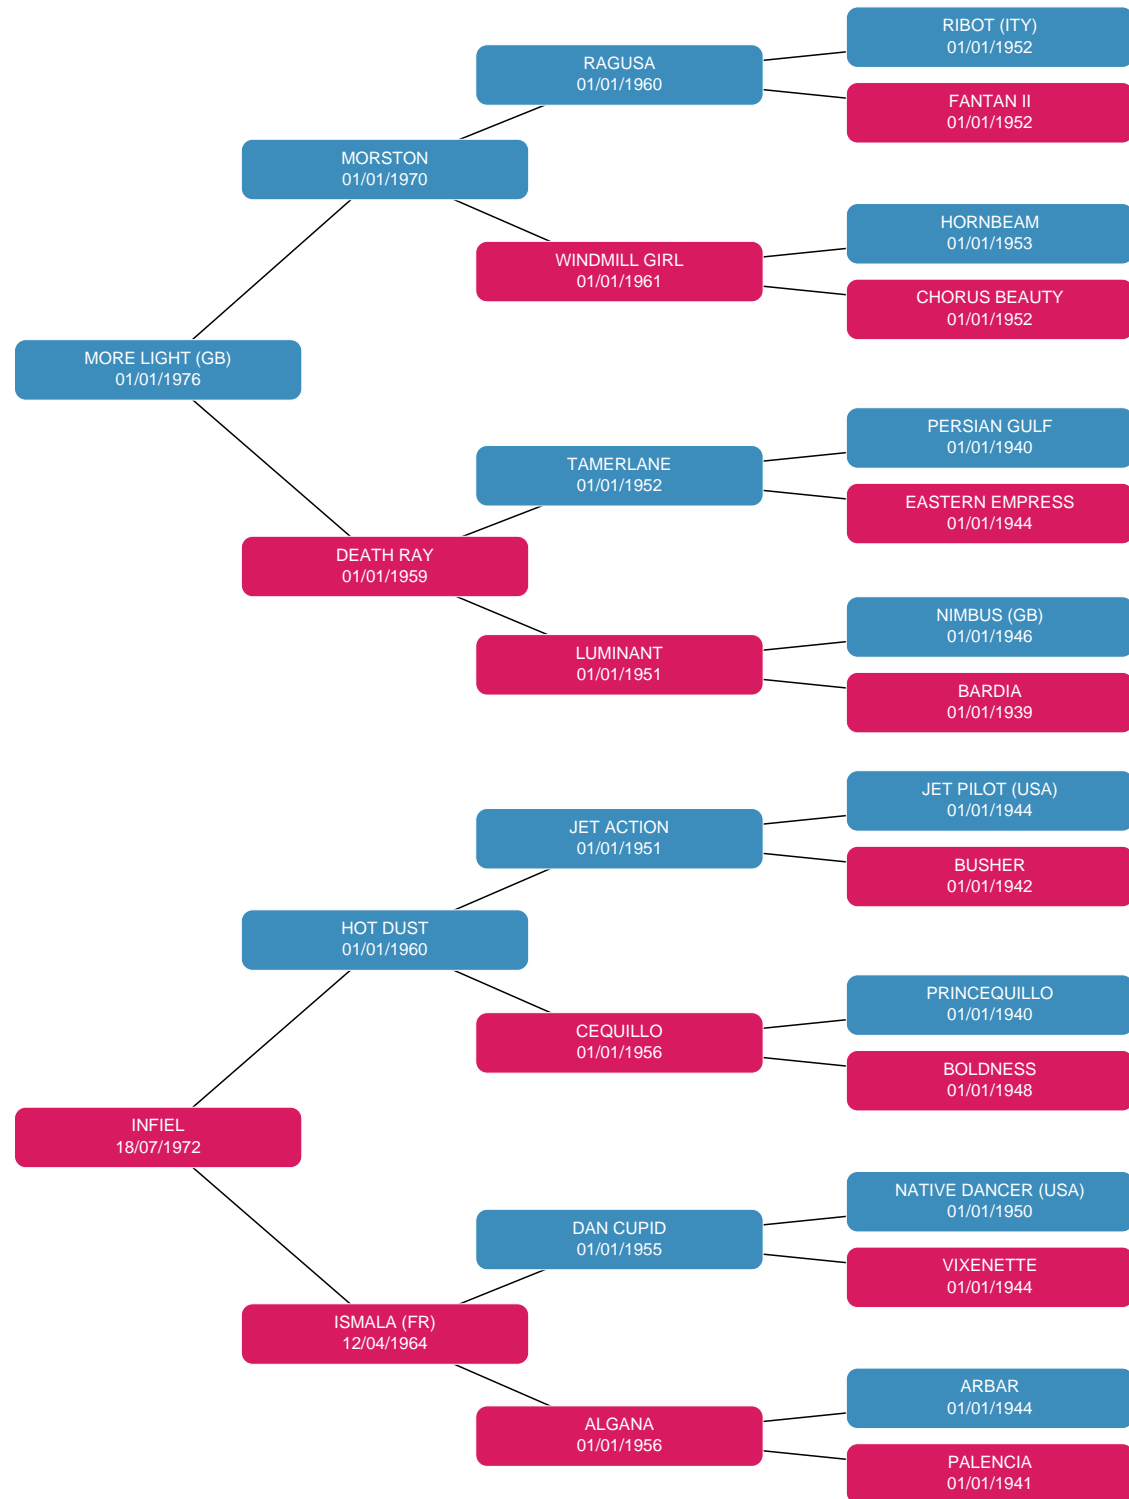 RIBOT (ITY)
01/01/1952
RAGUSA
01/01/1960
FANTAN II
01/01/1952
MORSTON
01/01/1970
HORNBEAM
01/01/1953
WINDMILL GIRL
01/01/1961
CHORUS BEAUTY
01/01/1952
MORE LIGHT (GB)
01/01/1976
PERSIAN GULF
01/01/1940
TAMERLANE
01/01/1952
EASTERN EMPRESS
01/01/1944
DEATH RAY
01/01/1959
NIMBUS (GB)
01/01/1946
LUMINANT
01/01/1951
BARDIA
01/01/1939
JET PILOT (USA)
01/01/1944
JET ACTION
01/01/1951
BUSHER
01/01/1942
HOT DUST
01/01/1960
PRINCEQUILLO
01/01/1940
CEQUILLO
01/01/1956
BOLDNESS
01/01/1948
INFIEL
18/07/1972
NATIVE DANCER (USA)
01/01/1950
DAN CUPID
01/01/1955
VIXENETTE
01/01/1944
ISMALA (FR)
12/04/1964
ARBAR
01/01/1944
ALGANA
01/01/1956
PALENCIA
01/01/1941